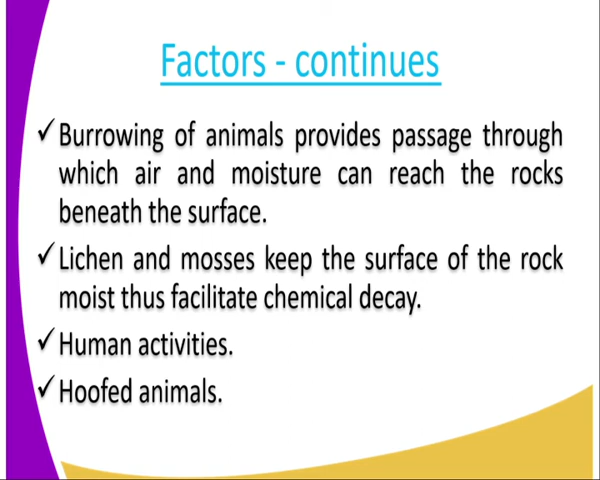 Factors - continues
✓Burrowing of animals provides passage through
which air and moisture can reach the rocks
beneath the surface.
✓Lichen and mosses keep the surface of the rock
moist thus facilitate chemical decay.
✓Human activities.
✓Hoofed animals.